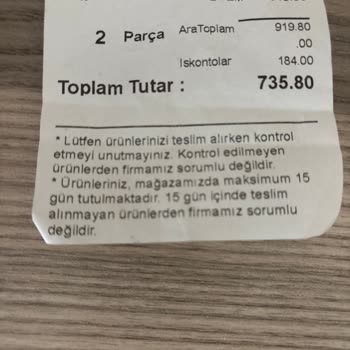 2 Parça AraToplam 919.80
.00
Iskontolar 184.00
Toplam Tutar : 735.80
* Lütfen ürünlerinizi teslim alırken kontrol
etmeyi unutmayınız. Kontrol edilmeyen
ürünlerden firmamız sorumlu değildir.
* Ürünleriniz, mağazamızda maksimum 15
gün tutulmaktadır. 15 gün içinde teslim
alınmayan ürünlerden firmamız sorumlu
değildir.